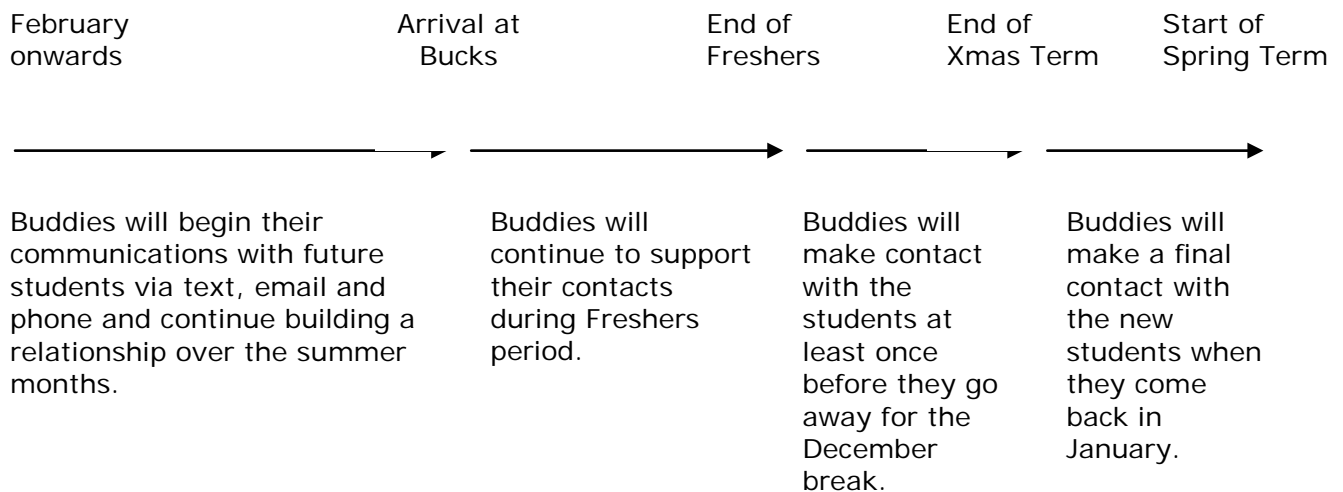 February
onwards
Arrival at
Bucks
End of
Freshers
End of
Xmas Term
Start of
Spring Term
Buddies will begin their
communications with future
students via text, email and
phone and continue building a
relationship over the summer
months.
Buddies will
continue to support
their contacts
during Freshers
period.
Buddies will
make contact
with the
students at
least once
before they go
away for the
December
break.
Buddies will
make a final
contact with
the new
students when
they come
back in
January.